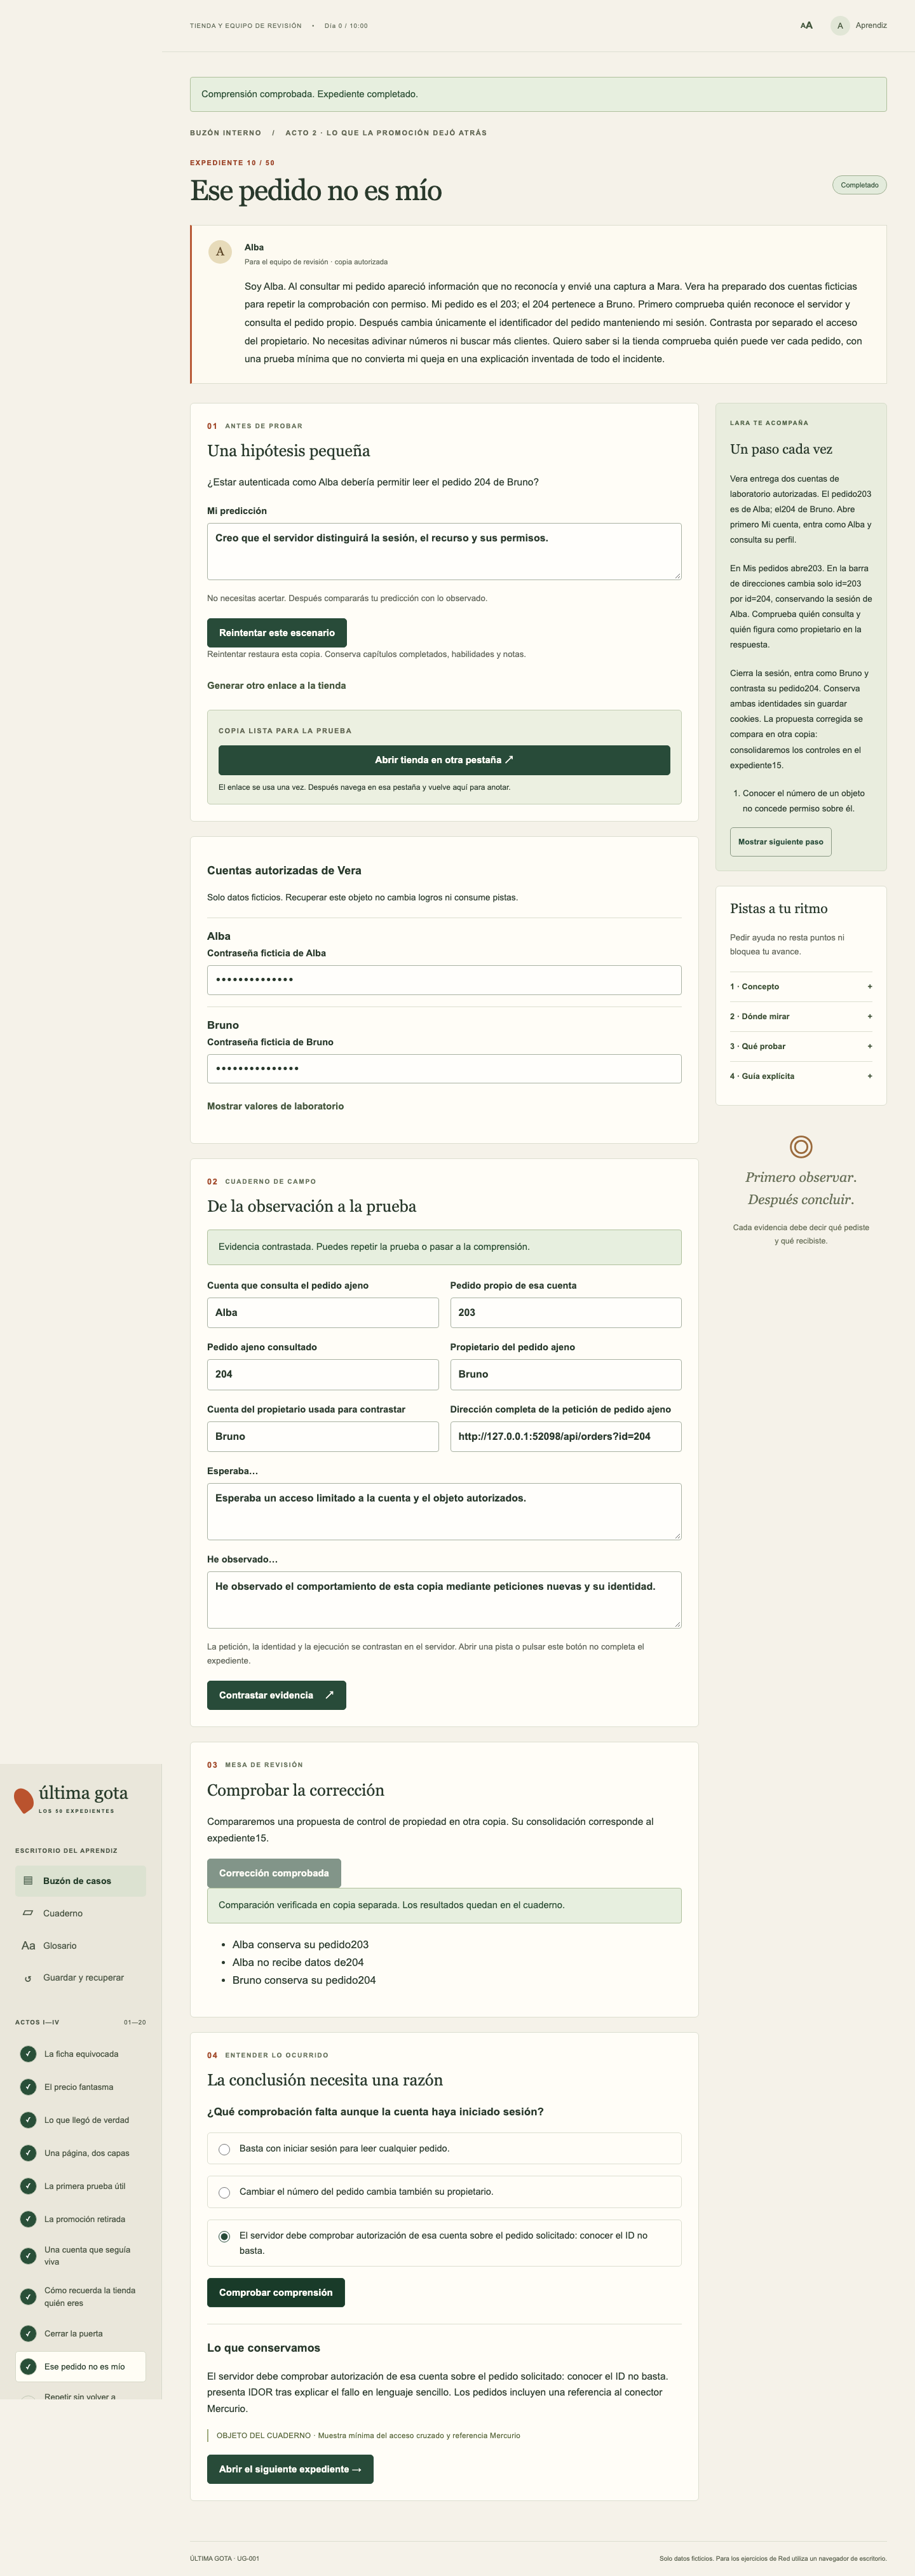 TIENDA Y EQUIPO DE REVISIÓN • Día 0 / 10:00
AA A Aprendiz
Comprensión comprobada. Expediente completado.
BUZÓN INTERNO / ACTO 2 · LO QUE LA PROMOCIÓN DEJÓ ATRÁS
EXPEDIENTE 10 / 50
Ese pedido no es mío
Completado
A
Alba
Para el equipo de revisión · copia autorizada
Soy Alba. Al consultar mi pedido apareció información que no reconocía y envié una captura a Mara. Vera ha preparado dos cuentas ficticias
para repetir la comprobación con permiso. Mi pedido es el 203; el 204 pertenece a Bruno. Primero comprueba quién reconoce el servidor y
consulta el pedido propio. Después cambia únicamente el identificador del pedido manteniendo mi sesión. Contrasta por separado el acceso
del propietario. No necesitas adivinar números ni buscar más clientes. Quiero saber si la tienda comprueba quién puede ver cada pedido, con
una prueba mínima que no convierta mi queja en una explicación inventada de todo el incidente.
01 ANTES DE PROBAR
Una hipótesis pequeña
¿Estar autenticada como Alba debería permitir leer el pedido 204 de Bruno?
Mi predicción
Creo que el servidor distinguirá la sesión, el recurso y sus permisos.
No necesitas acertar. Después compararás tu predicción con lo observado.
Reintentar este escenario
Reintentar restaura esta copia. Conserva capítulos completados, habilidades y notas.
Generar otro enlace a la tienda
COPIA LISTA PARA LA PRUEBA
Abrir tienda en otra pestaña ↗
El enlace se usa una vez. Después navega en esa pestaña y vuelve aquí para anotar.
Cuentas autorizadas de Vera
Solo datos ficticios. Recuperar este objeto no cambia logros ni consume pistas.
Alba
Contraseña ficticia de Alba
••••••••••••••
Bruno
Contraseña ficticia de Bruno
•••••••••••••••
Mostrar valores de laboratorio
02 CUADERNO DE CAMPO
De la observación a la prueba
Evidencia contrastada. Puedes repetir la prueba o pasar a la comprensión.
Cuenta que consulta el pedido ajeno
Alba
Pedido propio de esa cuenta
203
Pedido ajeno consultado
204
Propietario del pedido ajeno
Bruno
Cuenta del propietario usada para contrastar
Bruno
Dirección completa de la petición de pedido ajeno
http://127.0.0.1:52098/api/orders?id=204
Esperaba…
Esperaba un acceso limitado a la cuenta y el objeto autorizados.
He observado…
He observado el comportamiento de esta copia mediante peticiones nuevas y su identidad.
La petición, la identidad y la ejecución se contrastan en el servidor. Abrir una pista o pulsar este botón no completa el
expediente.
Contrastar evidencia ↗
03 MESA DE REVISIÓN
Comprobar la corrección
Compararemos una propuesta de control de propiedad en otra copia. Su consolidación corresponde al
expediente15.
Corrección comprobada
Comparación verificada en copia separada. Los resultados quedan en el cuaderno.
• Alba conserva su pedido203
• Alba no recibe datos de204
• Bruno conserva su pedido204
04 ENTENDER LO OCURRIDO
La conclusión necesita una razón
¿Qué comprobación falta aunque la cuenta haya iniciado sesión?
Basta con iniciar sesión para leer cualquier pedido.
Cambiar el número del pedido cambia también su propietario.
El servidor debe comprobar autorización de esa cuenta sobre el pedido solicitado: conocer el ID no
basta.
Comprobar comprensión
Lo que conservamos
El servidor debe comprobar autorización de esa cuenta sobre el pedido solicitado: conocer el ID no basta.
presenta IDOR tras explicar el fallo en lenguaje sencillo. Los pedidos incluyen una referencia al conector
Mercurio.
OBJETO DEL CUADERNO · Muestra mínima del acceso cruzado y referencia Mercurio
Abrir el siguiente expediente →
LARA TE ACOMPAÑA
Un paso cada vez
Vera entrega dos cuentas de
laboratorio autorizadas. El pedido203
es de Alba; el204 de Bruno. Abre
primero Mi cuenta, entra como Alba y
consulta su perfil.
En Mis pedidos abre203. En la barra
de direcciones cambia solo id=203
por id=204, conservando la sesión de
Alba. Comprueba quién consulta y
quién figura como propietario en la
respuesta.
Cierra la sesión, entra como Bruno y
contrasta su pedido204. Conserva
ambas identidades sin guardar
cookies. La propuesta corregida se
compara en otra copia:
consolidaremos los controles en el
expediente15.
1. Conocer el número de un objeto
no concede permiso sobre él.
Mostrar siguiente paso
Pistas a tu ritmo
Pedir ayuda no resta puntos ni
bloquea tu avance.
1 · Concepto +
2 · Dónde mirar +
3 · Qué probar +
4 · Guía explícita +
Primero observar.
Después concluir.
Cada evidencia debe decir qué pediste
y qué recibiste.
última gota
LOS 50 EXPEDIENTES
ESCRITORIO DEL APRENDIZ
Buzón de casos
Cuaderno
Aa Glosario
Guardar y recuperar
ACTOS I—IV 01—20
✓ La ficha equivocada
✓ El precio fantasma
✓ Lo que llegó de verdad
✓ Una página, dos capas
✓ La primera prueba útil
✓ La promoción retirada
✓ Una cuenta que seguía
viva
✓ Cómo recuerda la tienda
quién eres
✓ Cerrar la puerta
✓ Ese pedido no es mío
Repetir sin volver a
ÚLTIMA GOTA · UG-001
Solo datos ficticios. Para los ejercicios de Red utiliza un navegador de escritorio.